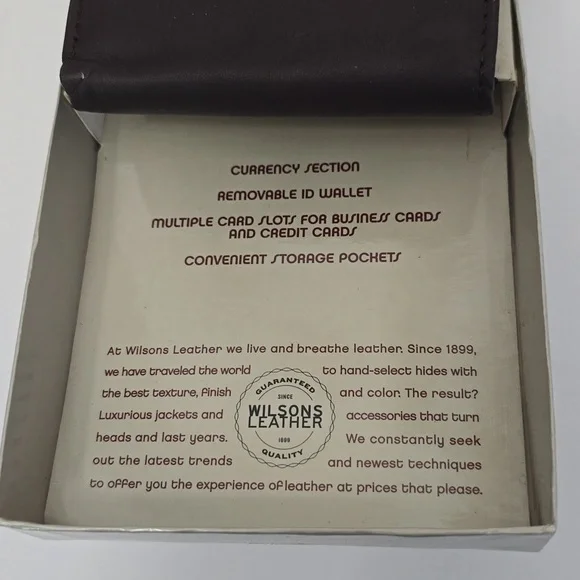 CURRENCY SECTION
REMOVABLE ID WALLET
MULTIPLE CARD SLOTS FOR BUSINESS CARDS
AND CREDIT CARDS
CONVENIENT STORAGE POCKETS
At Wilsons Leather we live and breathe leather. Since 1899,
we have traveled the world to hand-select hides with
the best texture, finish and color. The result?
Luxurious jackets and accessories that turn
heads and last years. We constantly seek
out the latest trends and newest techniques
to offer you the experience of leather at prices that please.
GUARANTEED
SINCE
WILSONS
LEATHER
1899
QUALITY